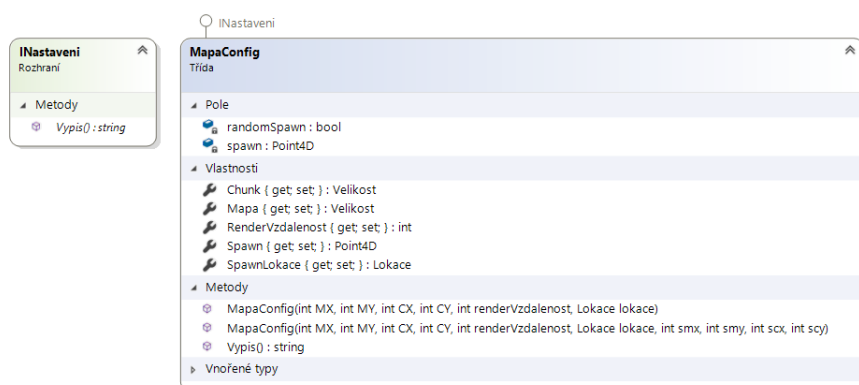 INastaveni
INastaveni
Rozhraní
Metody
Vypis() : string
MapaConfig
Třída
Pole
randomSpawn : bool
spawn : Point4D
Vlastnosti
Chunk { get; set; } : Velikost
Mapa { get; set; } : Velikost
RenderVzdalenost { get; set; } : int
Spawn { get; set; } : Point4D
SpawnLokace { get; set; } : Lokace
Metody
MapaConfig(int MX, int MY, int CX, int CY, int renderVzdalenost, Lokace lokace)
MapaConfig(int MX, int MY, int CX, int CY, int renderVzdalenost, Lokace lokace, int smx, int smy, int scx, int scy)
Vypis() : string
Vnořené typy